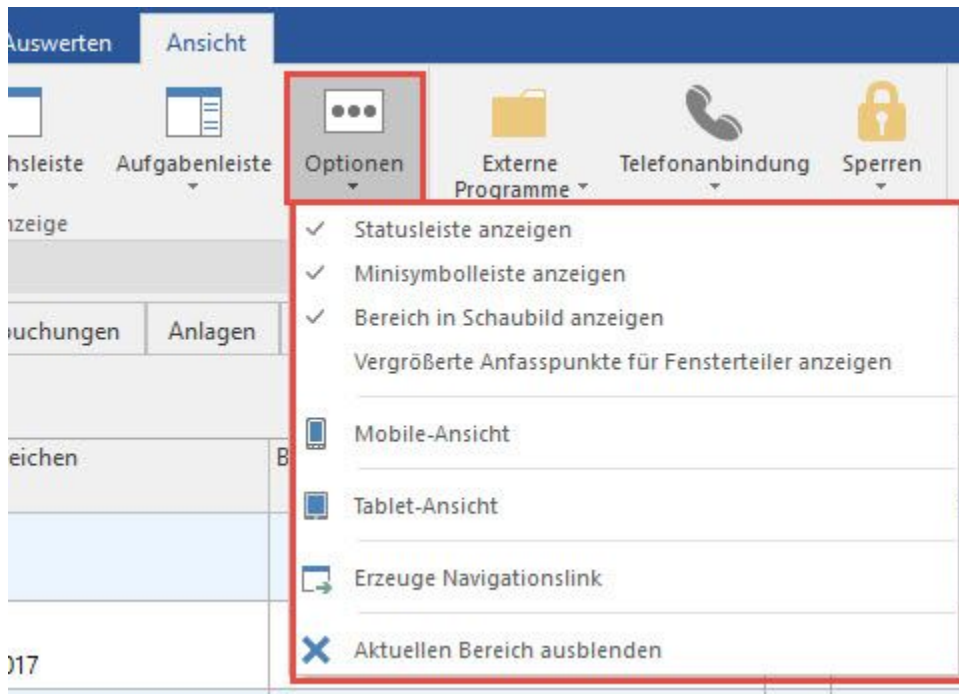 Auswerten Ansicht
hsleiste Aufgabenleiste Optionen Externe Programme Telefonanbindung Sperren
nzeige
Statusleiste anzeigen
Minisymbolleiste anzeigen
Bereich in Schaubild anzeigen
buchungen Anlagen
Vergrößerte Anfasspunkte für Fensterteiler anzeigen
Mobile-Ansicht
eichen B
Tablet-Ansicht
Erzeuge Navigationslink
Aktuellen Bereich ausblenden
017